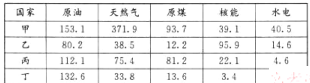 国家 原油 天然气 原煤 核能 水电
甲 153.1 371.9 93.7 39.1 40.5
乙 80.2 38.5 12.2 95.9 14.6
丙 112.1 75.4 81.2 22.1 4.6
丁 132.6 33.8 13.6 3.4